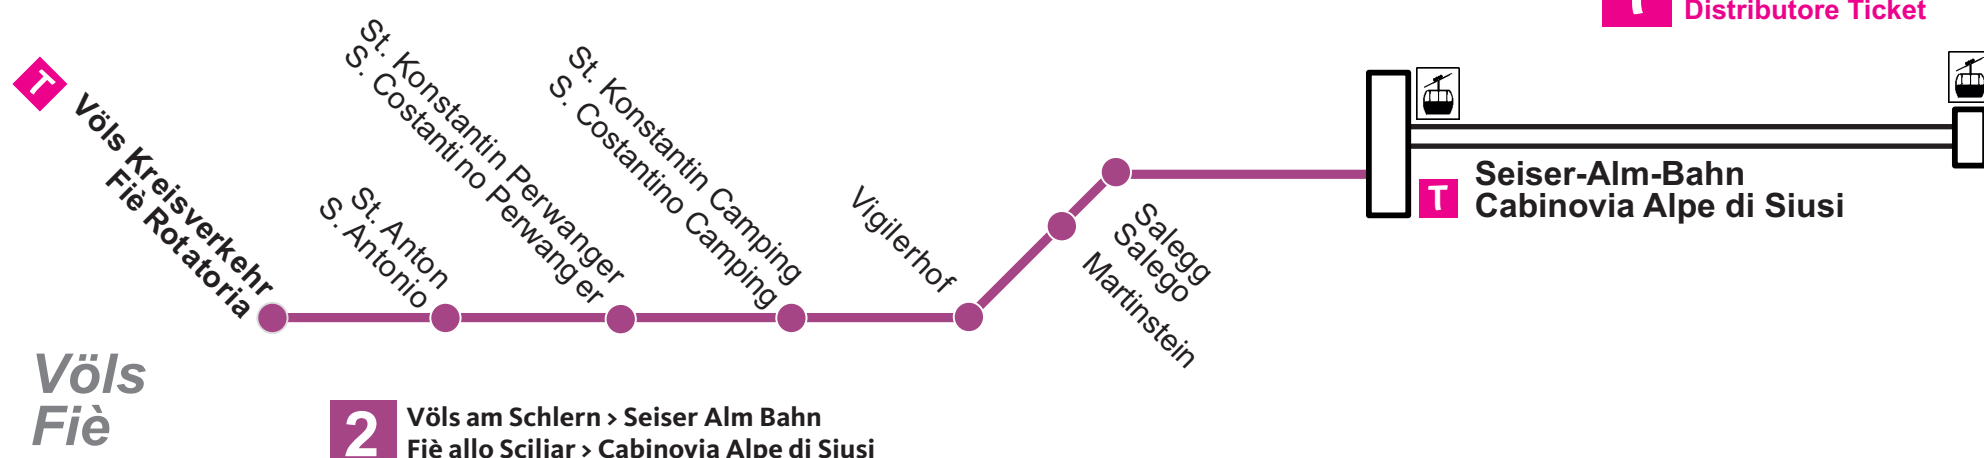 T
Distributore Ticket
T
Völs Kreisverkehr
Fiè Rotatoria
St. Anton
S. Antonio
St. Konstantin Perwanger
S. Costantino Perwanger
St. Konstantin Camping
S. Costantino Camping
Vigilerhof
Martinstein
Salegg
Salego
T
Seiser-Alm-Bahn
Cabinovia Alpe di Siusi
Völs
Fiè
2
Völs am Schlern > Seiser Alm Bahn
Fiè allo Sciliar > Cabinovia Alpe di Siusi